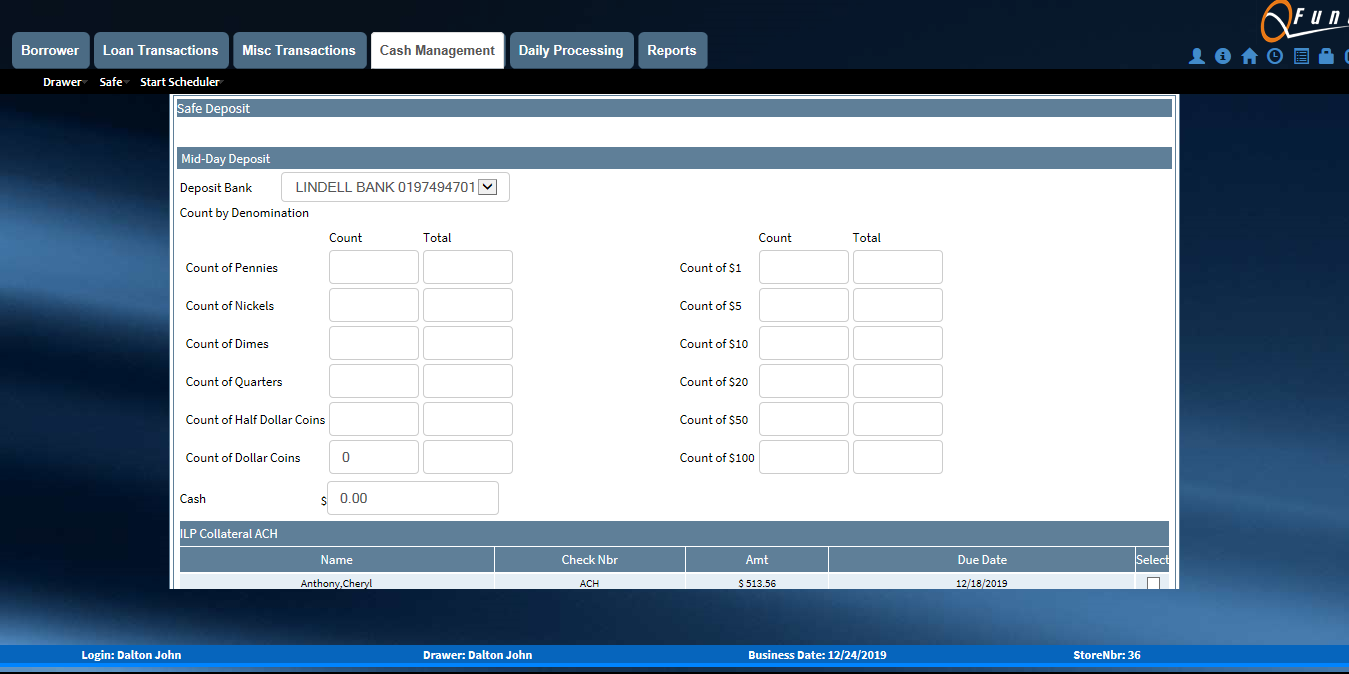 Fun
Borrower Loan Transactions Misc Transactions Cash Management Daily Processing Reports
Drawer Safe Start Scheduler
Safe Deposit
Mid-Day Deposit
Deposit Bank LINDELL BANK 0197494701
Count by Denomination
Count Total Count Total
Count of Pennies Count of $1
Count of Nickels Count of $5
Count of Dimes Count of $10
Count of Quarters Count of $20
Count of Half Dollar Coins Count of $50
Count of Dollar Coins 0 Count of $100
Cash $ 0.00
ILP Collateral ACH
Name Check Nbr Amt Due Date Select
Anthony,Cheryl ACH $ 513.56 12/18/2019
Login: Dalton John Drawer: Dalton John Business Date: 12/24/2019 StoreNbr: 36